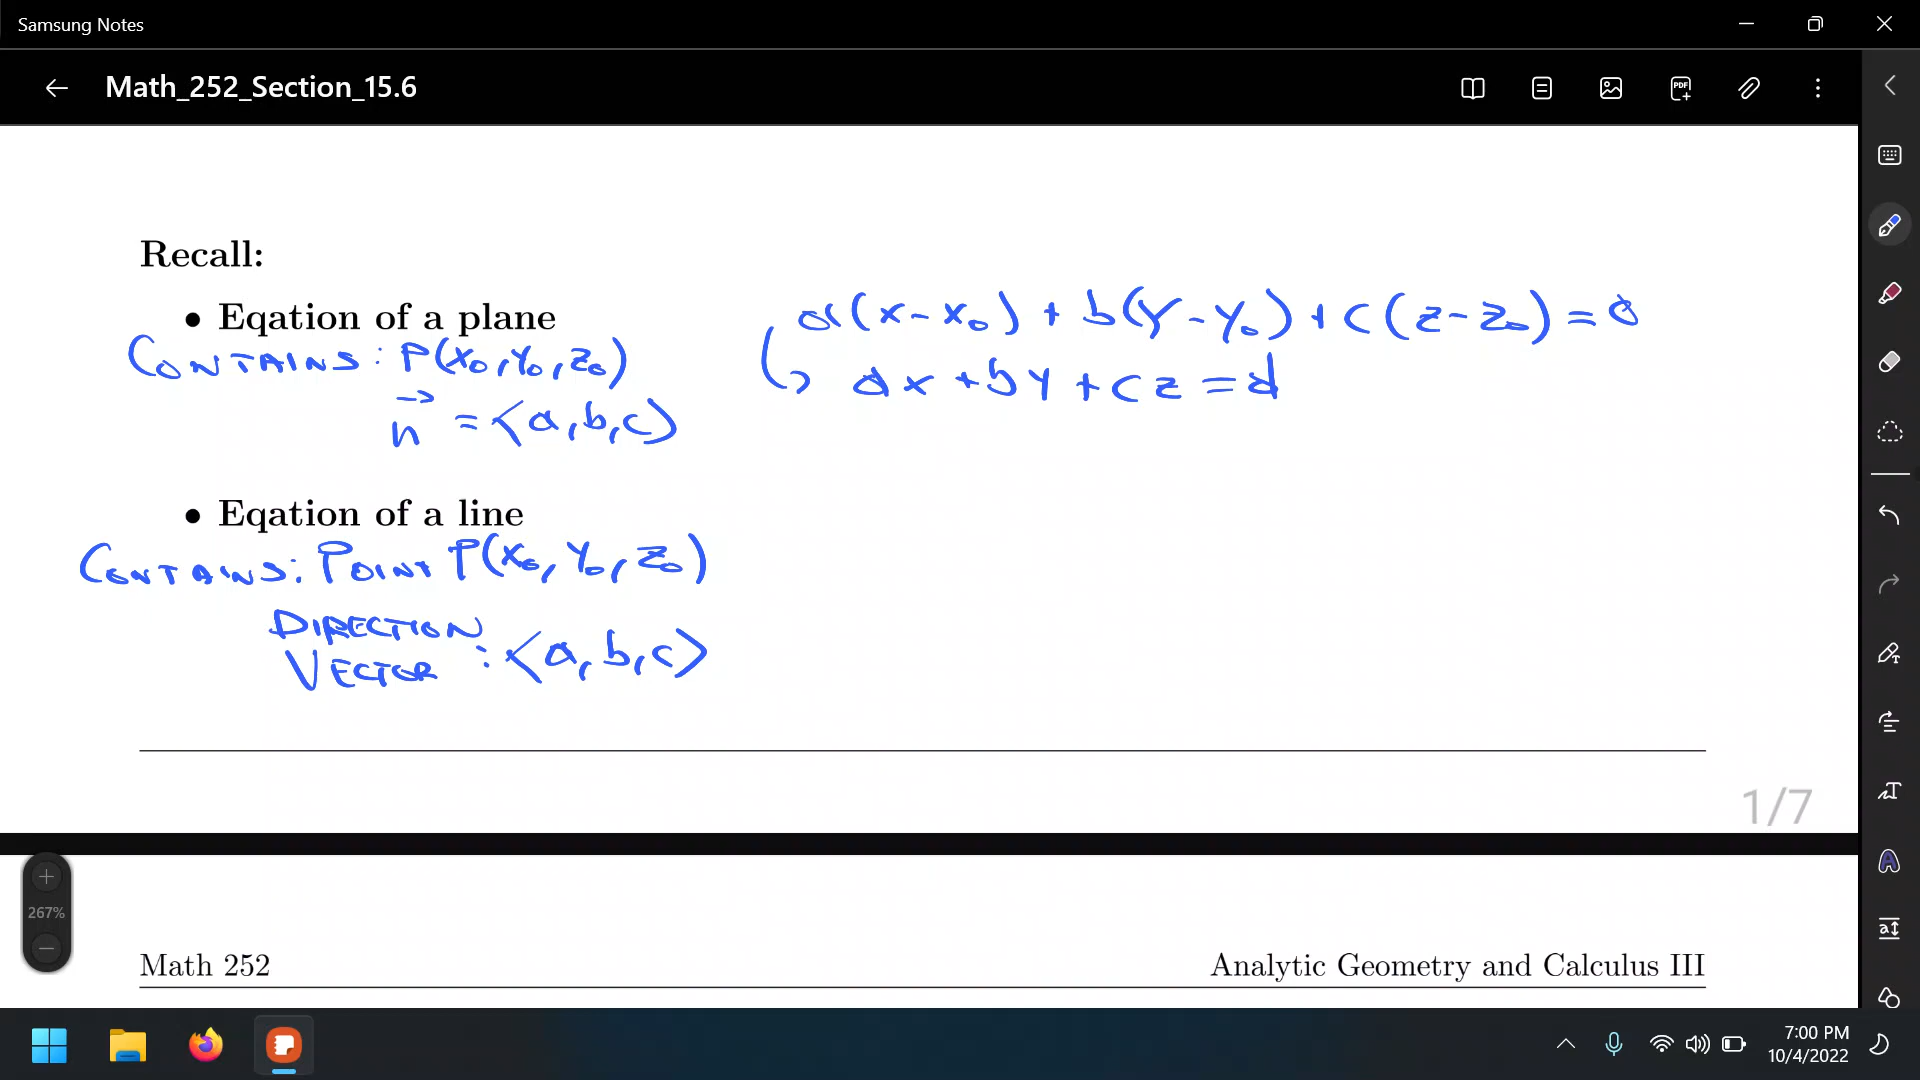 Samsung Notes
Math_252_Section_15.6
PDF
Recall:
• Eqation of a plane
a(x-x₀) + b(y-y₀) + c(z-z₀) = 0
CONTAINS: P(x₀, y₀, z₀)
ax + by + cz = d
n⃗ = ⟨a, b, c⟩
• Eqation of a line
CONTAINS: POINT P(x₀, y₀, z₀)
DIRECTION
VECTOR : ⟨a, b, c⟩
1/7
267%
Math 252
Analytic Geometry and Calculus III
7:00 PM
10/4/2022